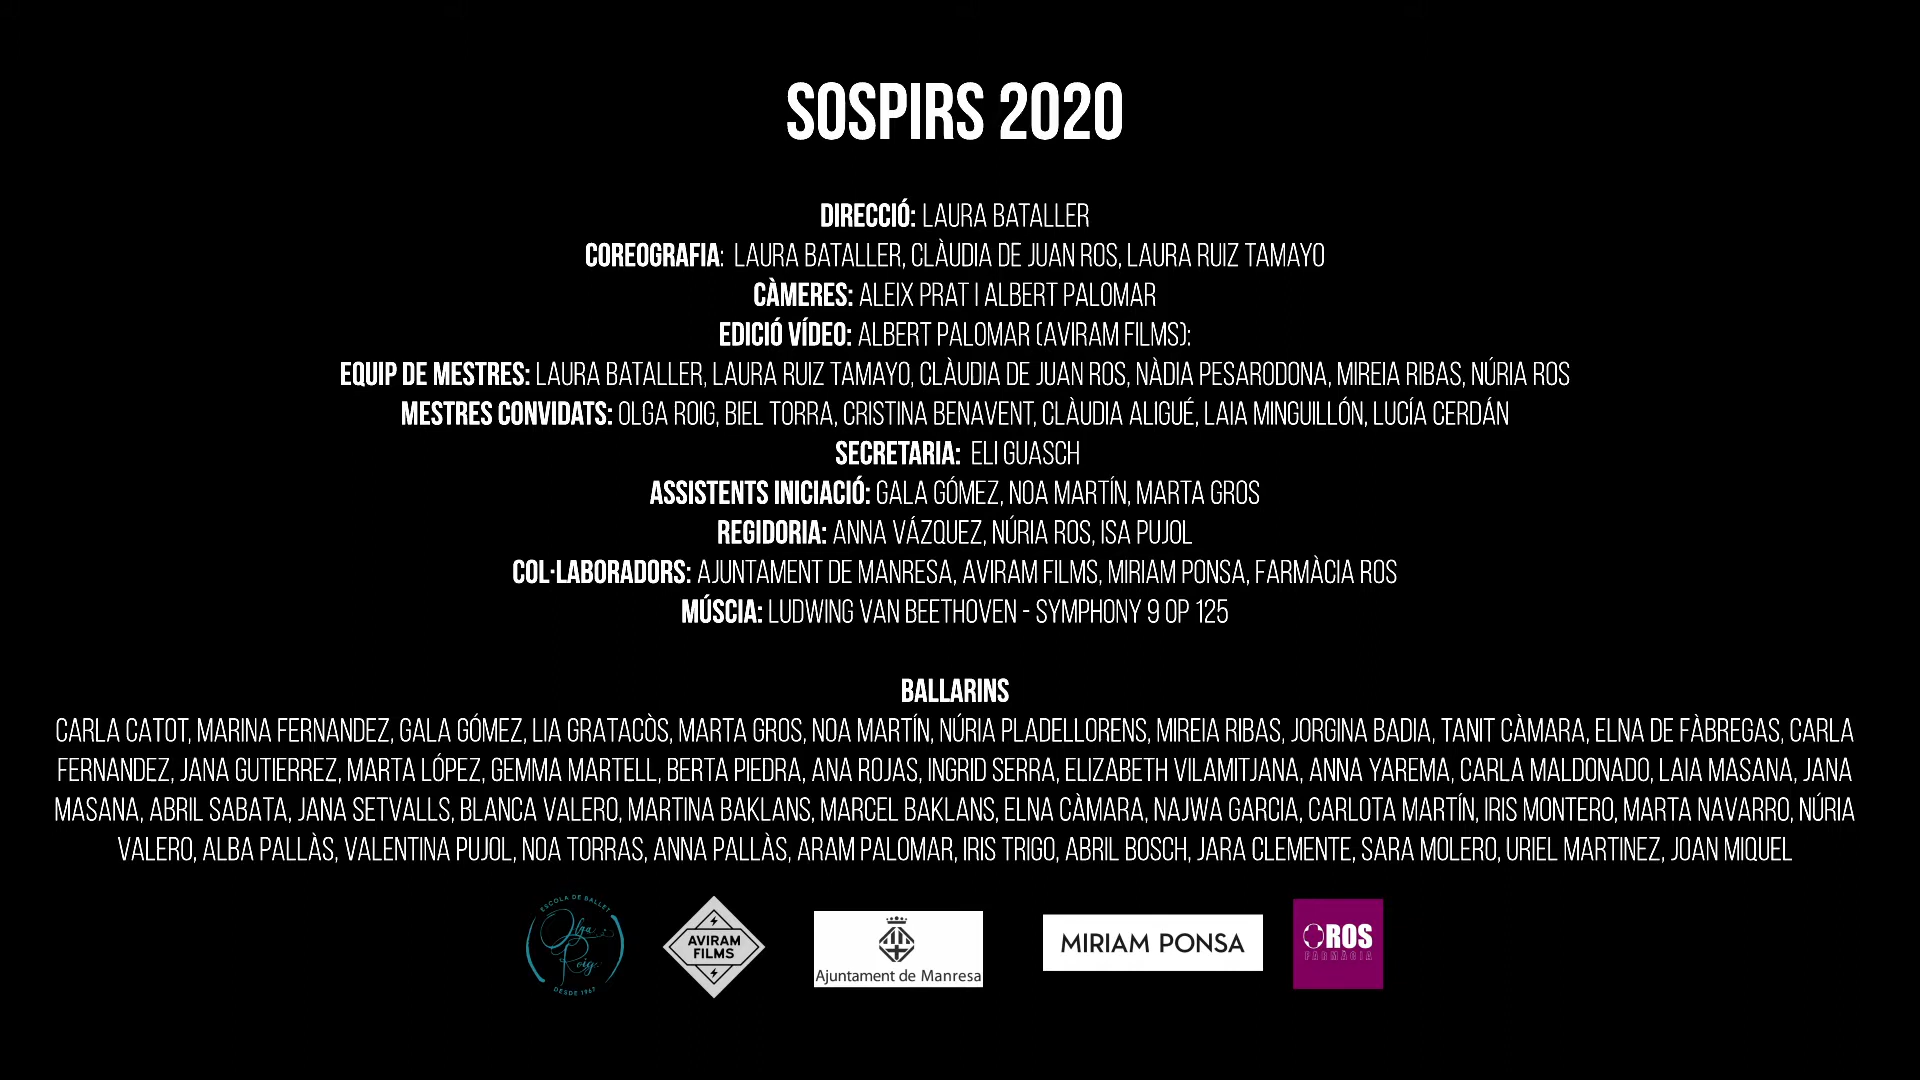 SOSPIRS 2020
DIRECCIÓ: LAURA BATALLER
COREOGRAFIA: LAURA BATALLER, CLÀUDIA DE JUAN ROS, LAURA RUIZ TAMAYO
CÀMERES: ALEIX PRAT I ALBERT PALOMAR
EDICIÓ VÍDEO: ALBERT PALOMAR (AVIRAM FILMS):
EQUIP DE MESTRES: LAURA BATALLER, LAURA RUIZ TAMAYO, CLÀUDIA DE JUAN ROS, NÀDIA PESARODONA, MIREIA RIBAS, NÚRIA ROS
MESTRES CONVIDATS: OLGA ROIG, BIEL TORRA, CRISTINA BENAVENT, CLÀUDIA ALIGUÉ, LAIA MINGUILLÓN, LUCÍA CERDÁN
SECRETARIA: ELI GUASCH
ASSISTENTS INICIACIÓ: GALA GÓMEZ, NOA MARTÍN, MARTA GROS
REGIDORIA: ANNA VÁZQUEZ, NÚRIA ROS, ISA PUJOL
COL·LABORADORS: AJUNTAMENT DE MANRESA, AVIRAM FILMS, MIRIAM PONSA, FARMÀCIA ROS
MÚSCIA: LUDWING VAN BEETHOVEN - SYMPHONY 9 OP 125
BALLARINS
CARLA CATOT, MARINA FERNANDEZ, GALA GÓMEZ, LIA GRATACÒS, MARTA GROS, NOA MARTÍN, NÚRIA PLADELLORENS, MIREIA RIBAS, JORGINA BADIA, TANIT CÀMARA, ELNA DE FÀBREGAS, CARLA
FERNANDEZ, JANA GUTIERREZ, MARTA LÓPEZ, GEMMA MARTELL, BERTA PIEDRA, ANA ROJAS, INGRID SERRA, ELIZABETH VILAMITJANA, ANNA YAREMA, CARLA MALDONADO, LAIA MASANA, JANA
MASANA, ABRIL SABATA, JANA SETVALLS, BLANCA VALERO, MARTINA BAKLANS, MARCEL BAKLANS, ELNA CÀMARA, NAJWA GARCIA, CARLOTA MARTÍN, IRIS MONTERO, MARTA NAVARRO, NÚRIA
VALERO, ALBA PALLÀS, VALENTINA PUJOL, NOA TORRAS, ANNA PALLÀS, ARAM PALOMAR, IRIS TRIGO, ABRIL BOSCH, JARA CLEMENTE, SARA MOLERO, URIEL MARTINEZ, JOAN MIQUEL
ESCOLA DE BALLET
Olga
Roig
DESDE 1967
AVIRAM
FILMS
Ajuntament de Manresa
MIRIAM PONSA
ROS
FARMÀCIA